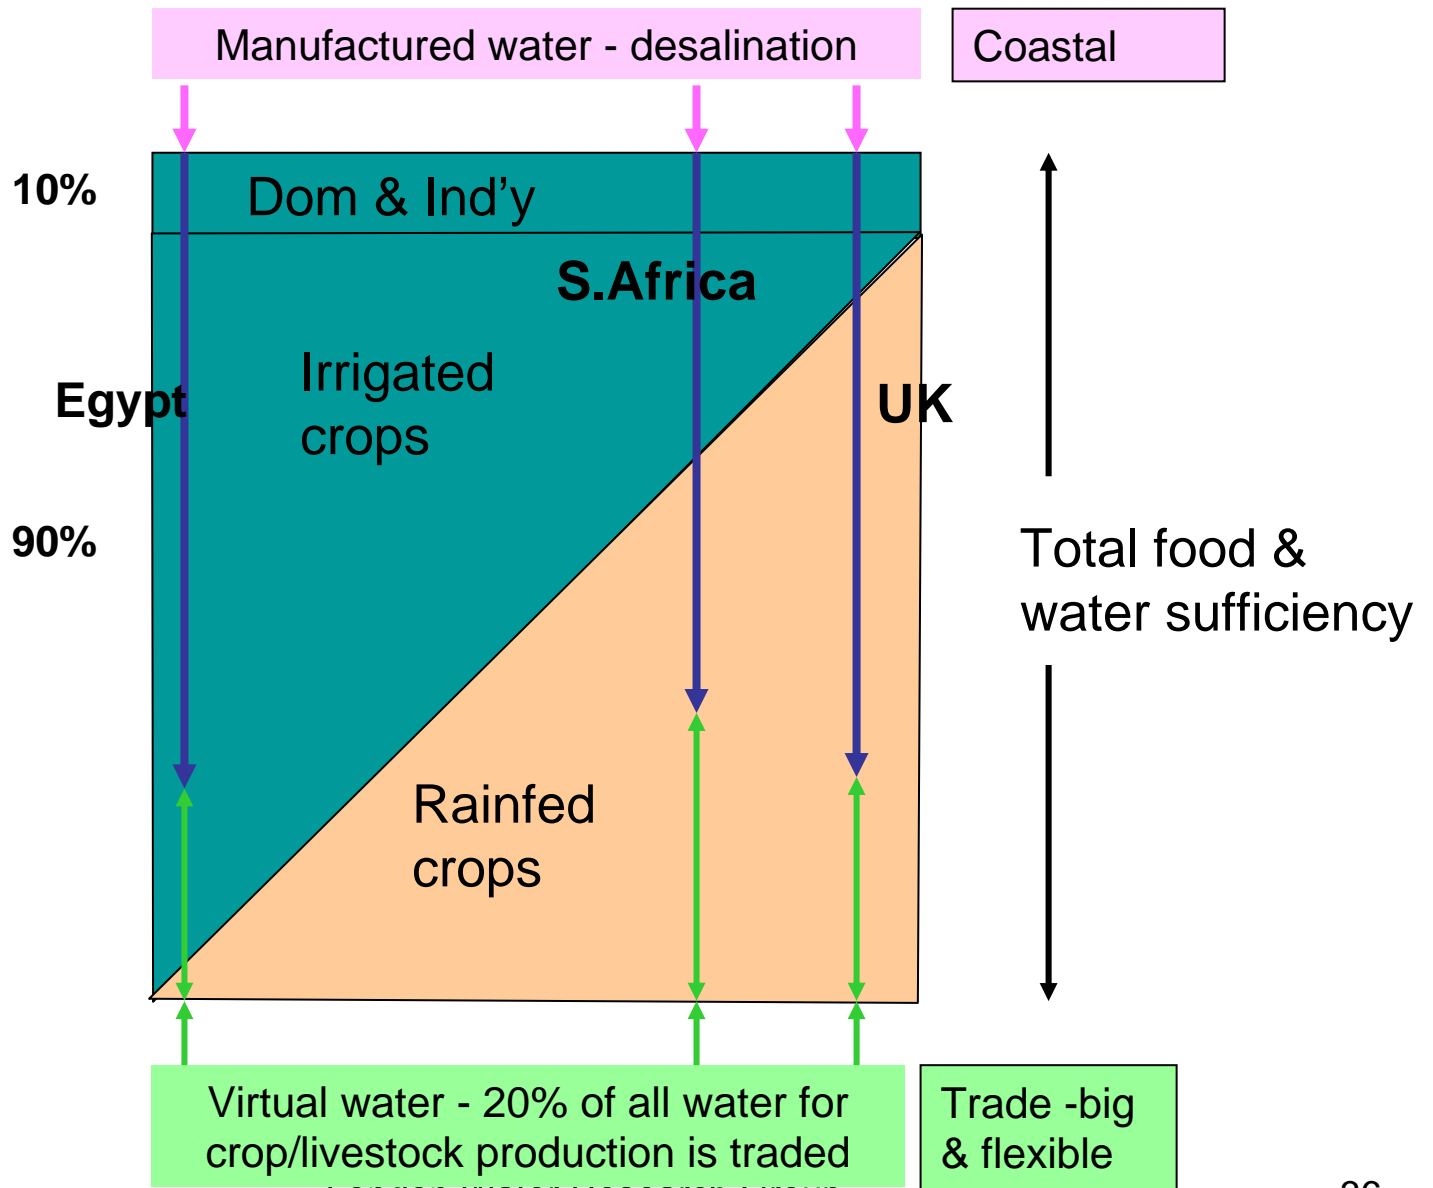 Manufactured water - desalination
Coastal
10%
Dom & Ind'y
S.Africa
Irrigated
crops
Egypt
UK
90%
Total food &
water sufficiency
Rainfed
crops
Virtual water - 20% of all water for
crop/livestock production is traded
Trade -big
& flexible